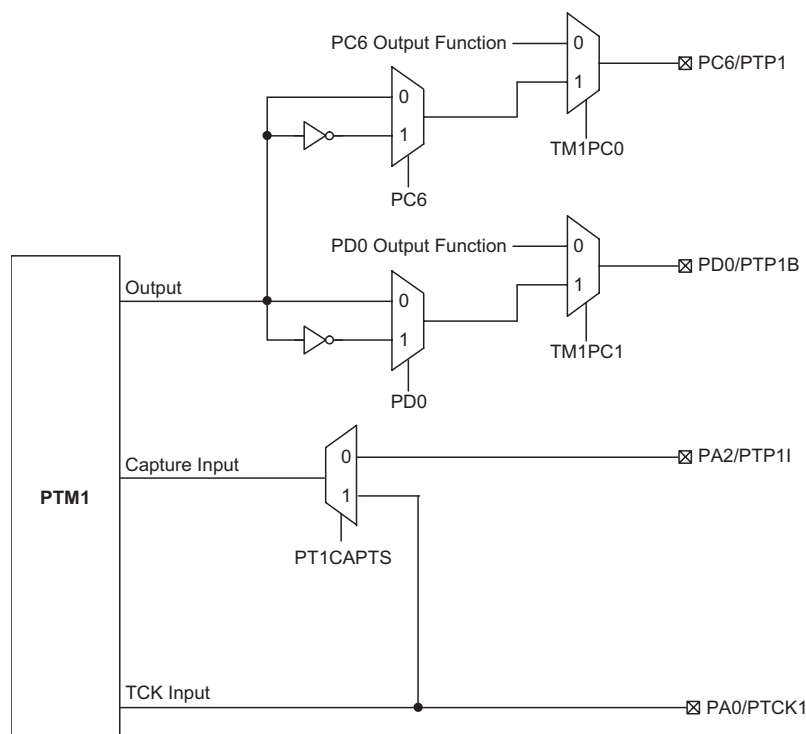 PC6 Output Function
0
1
PC6/PTP1
TM1PC0
0
1
PC6
PD0 Output Function
0
1
PD0/PTP1B
TM1PC1
Output
0
1
PD0
Capture Input
0
1
PA2/PTP1I
PTM1
PT1CAPTS
TCK Input
PA0/PTCK1